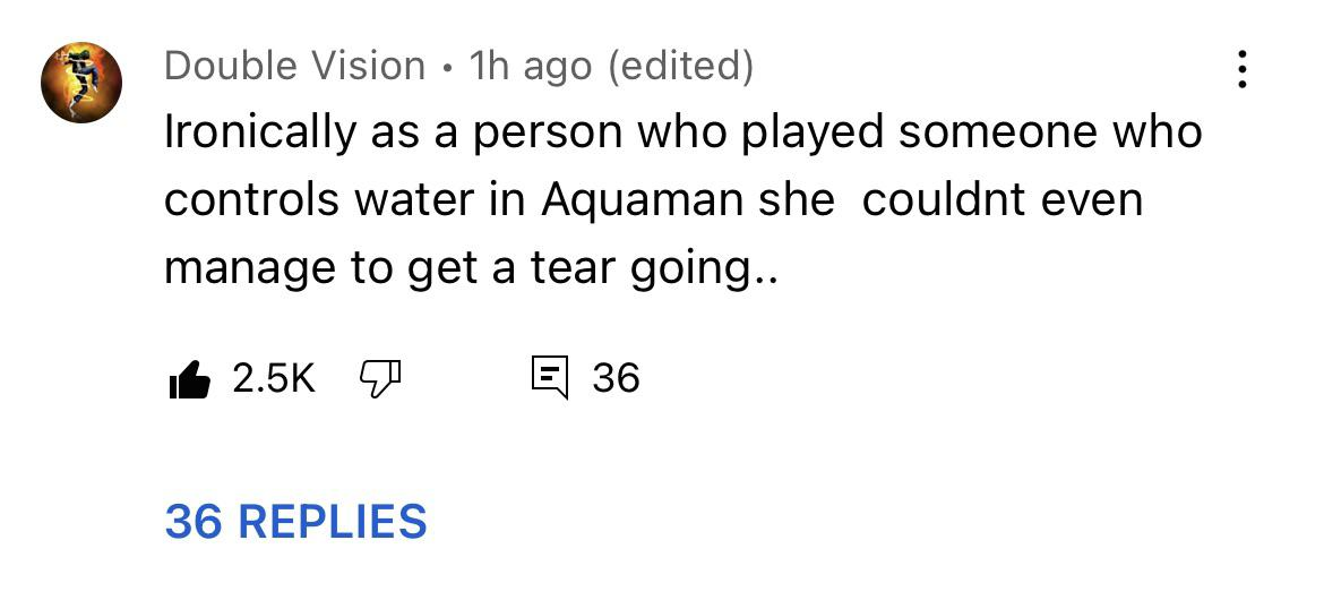 Double Vision • 1h ago (edited)
Ironically as a person who played someone who
controls water in Aquaman she  couldnt even
manage to get a tear going..
2.5K 36
36 REPLIES